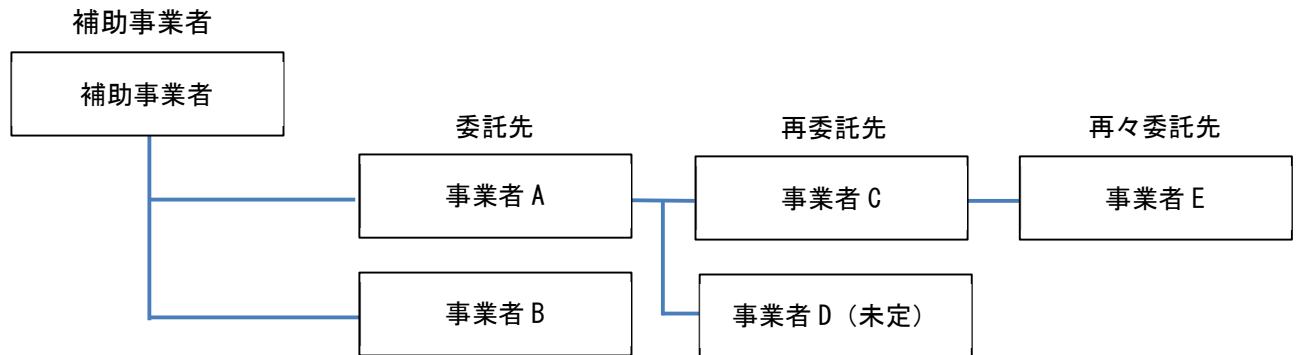 補助事業者
補助事業者
委託先
再委託先
再々委託先
事業者 A
事業者 C
事業者 E
事業者 B
事業者 D（未定）